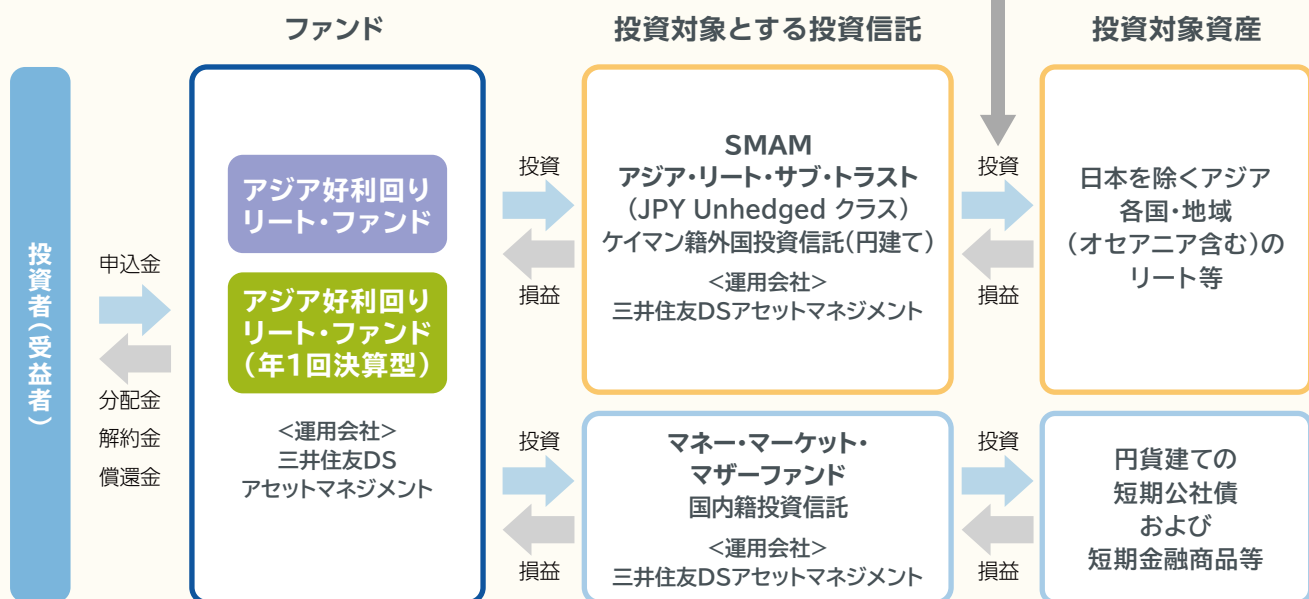 ファンド
投資対象とする投資信託
投資対象資産
投資者(受益者)
申込金
分配金
解約金
償還金
アジア好利回り
リート・ファンド
アジア好利回り
リート・ファンド
(年1回決算型)
<運用会社>
三井住友DS
アセットマネジメント
投資
損益
SMAM
アジア・リート・サブ・トラスト
(JPY Unhedged クラス)
ケイマン籍外国投資信託(円建て)
<運用会社>
三井住友DSアセットマネジメント
投資
損益
日本を除くアジア
各国・地域
(オセアニア含む)の
リート等
投資
損益
マネー・マーケット・
マザーファンド
国内籍投資信託
<運用会社>
三井住友DSアセットマネジメント
投資
損益
円貨建ての
短期公社債
および
短期金融商品等